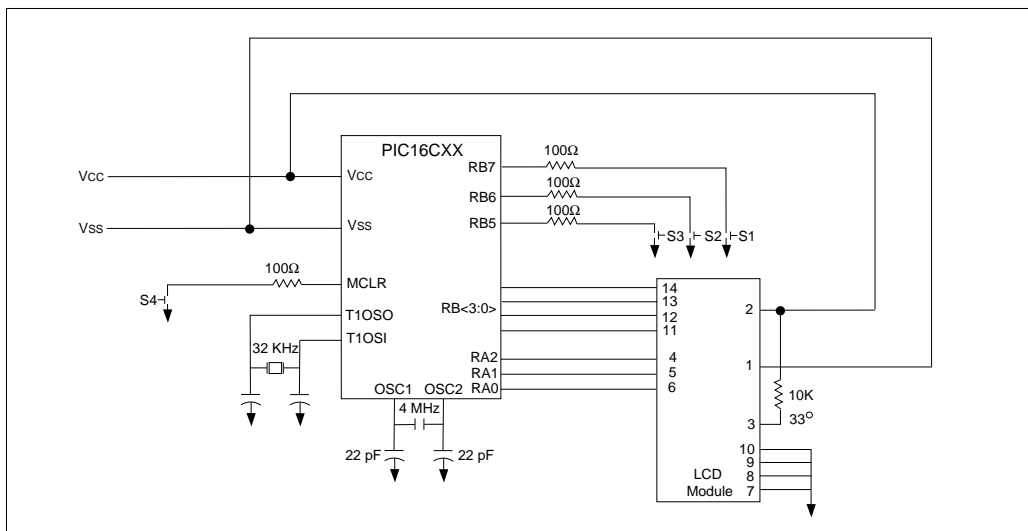 PIC16CXX
VCC
VSS
VCC
VSS
MCLR
T1OSO
T1OSI
OSC1 OSC2
RB7
RB6
RB5
RB<3:0>
RA2
RA1
RA0
100Ω
100Ω
100Ω
S3 S2 S1
100Ω
S4
32 KHz
4 MHz
22 pF 22 pF
14
13
12
11
4
5
6
2
1
3
10
9
8
7
LCD
Module
10K
33O